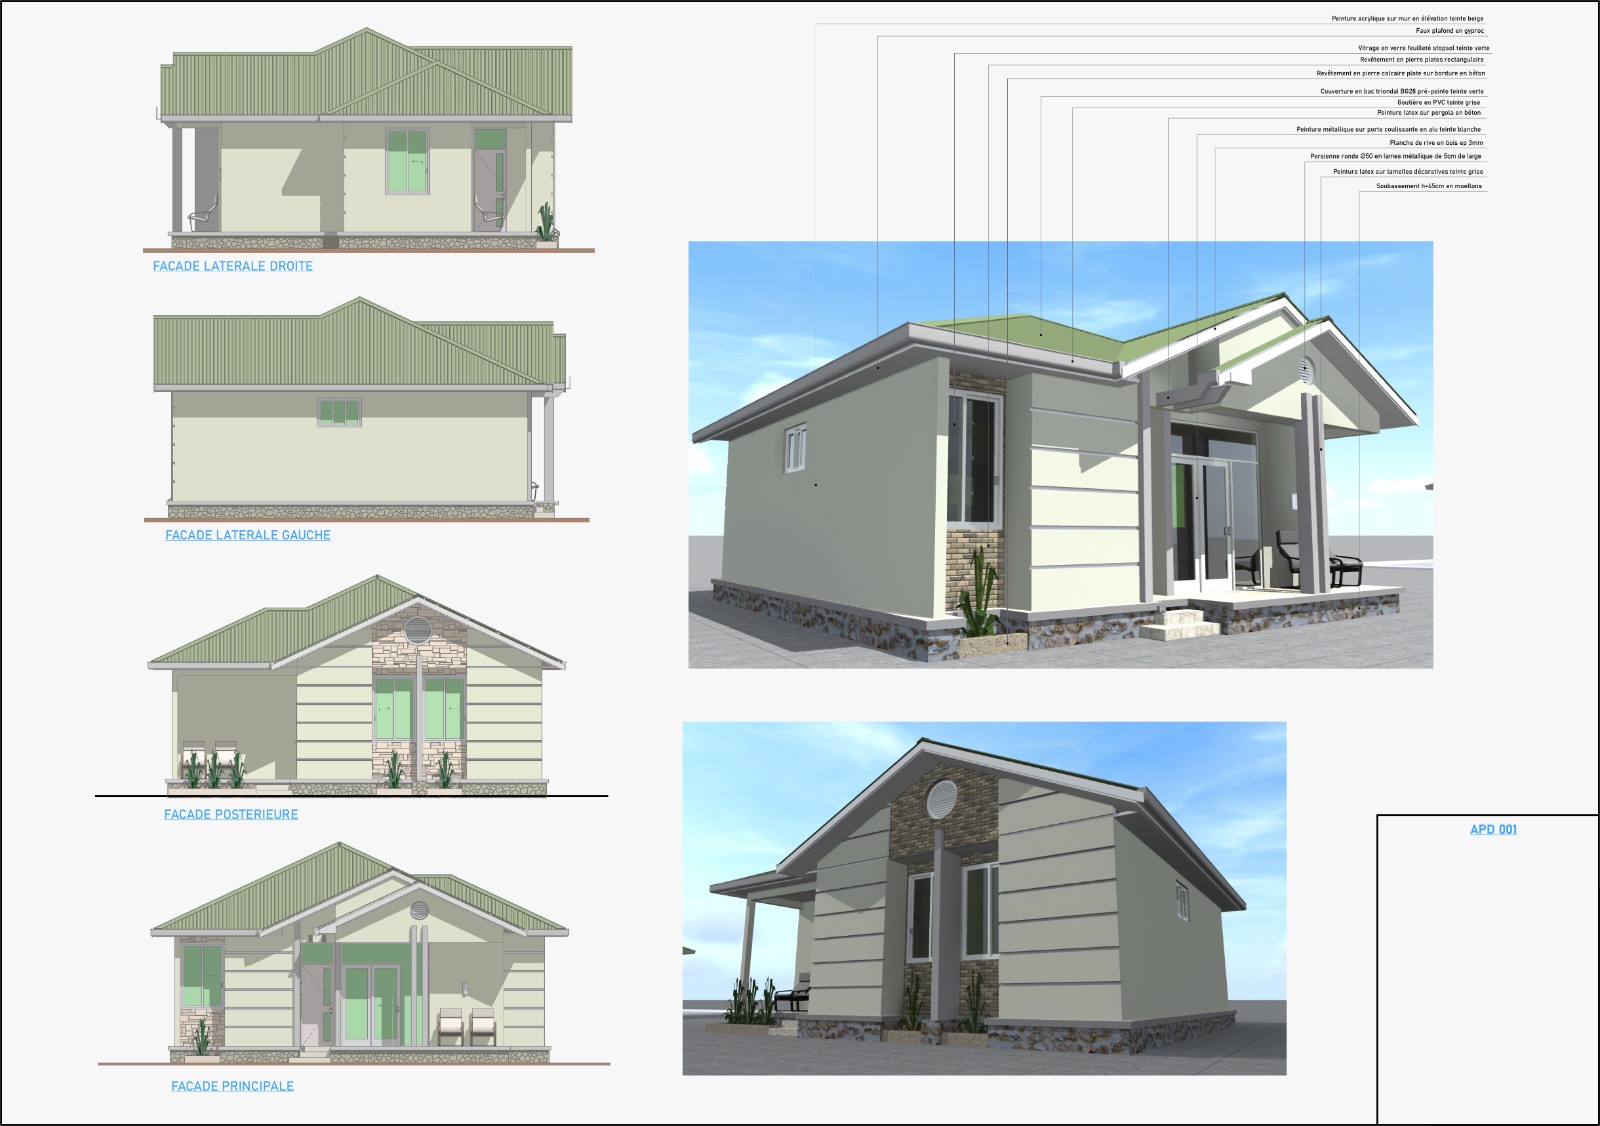 Peinture acrylique sur mur en élévation teinte beige
Faux plafond en gyproc
Vitrage en verre feuilleté stopsol teinte verte
Revêtement en pierre plates rectangulaire
Revêtement en pierre calcaire plate sur bordure en béton
Couverture en bac triondal BG28 pré-peinte teinte verte
Goutière en PVC teinte grise
Peinture latex sur pergola en béton
Peinture métallique sur porte coulissante en alu teinte blanche
Planche de rive en bois ep 3mm
Persienne ronde Ø50 en lames métallique de 5cm de large
Peinture latex sur lamelles décoratives teinte grise
Soubassement h=45cm en moellons
FACADE LATERALE DROITE
FACADE LATERALE GAUCHE
FACADE POSTERIEURE
FACADE PRINCIPALE
APD 001